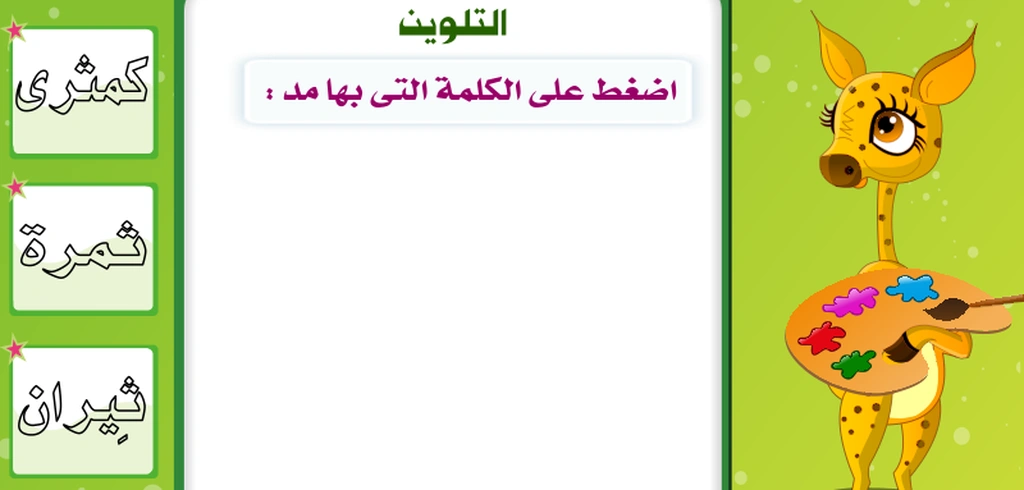 التلوين
اضغط على الكلمة التى بها مد :
كمثرى
ثمرة
ثِيران